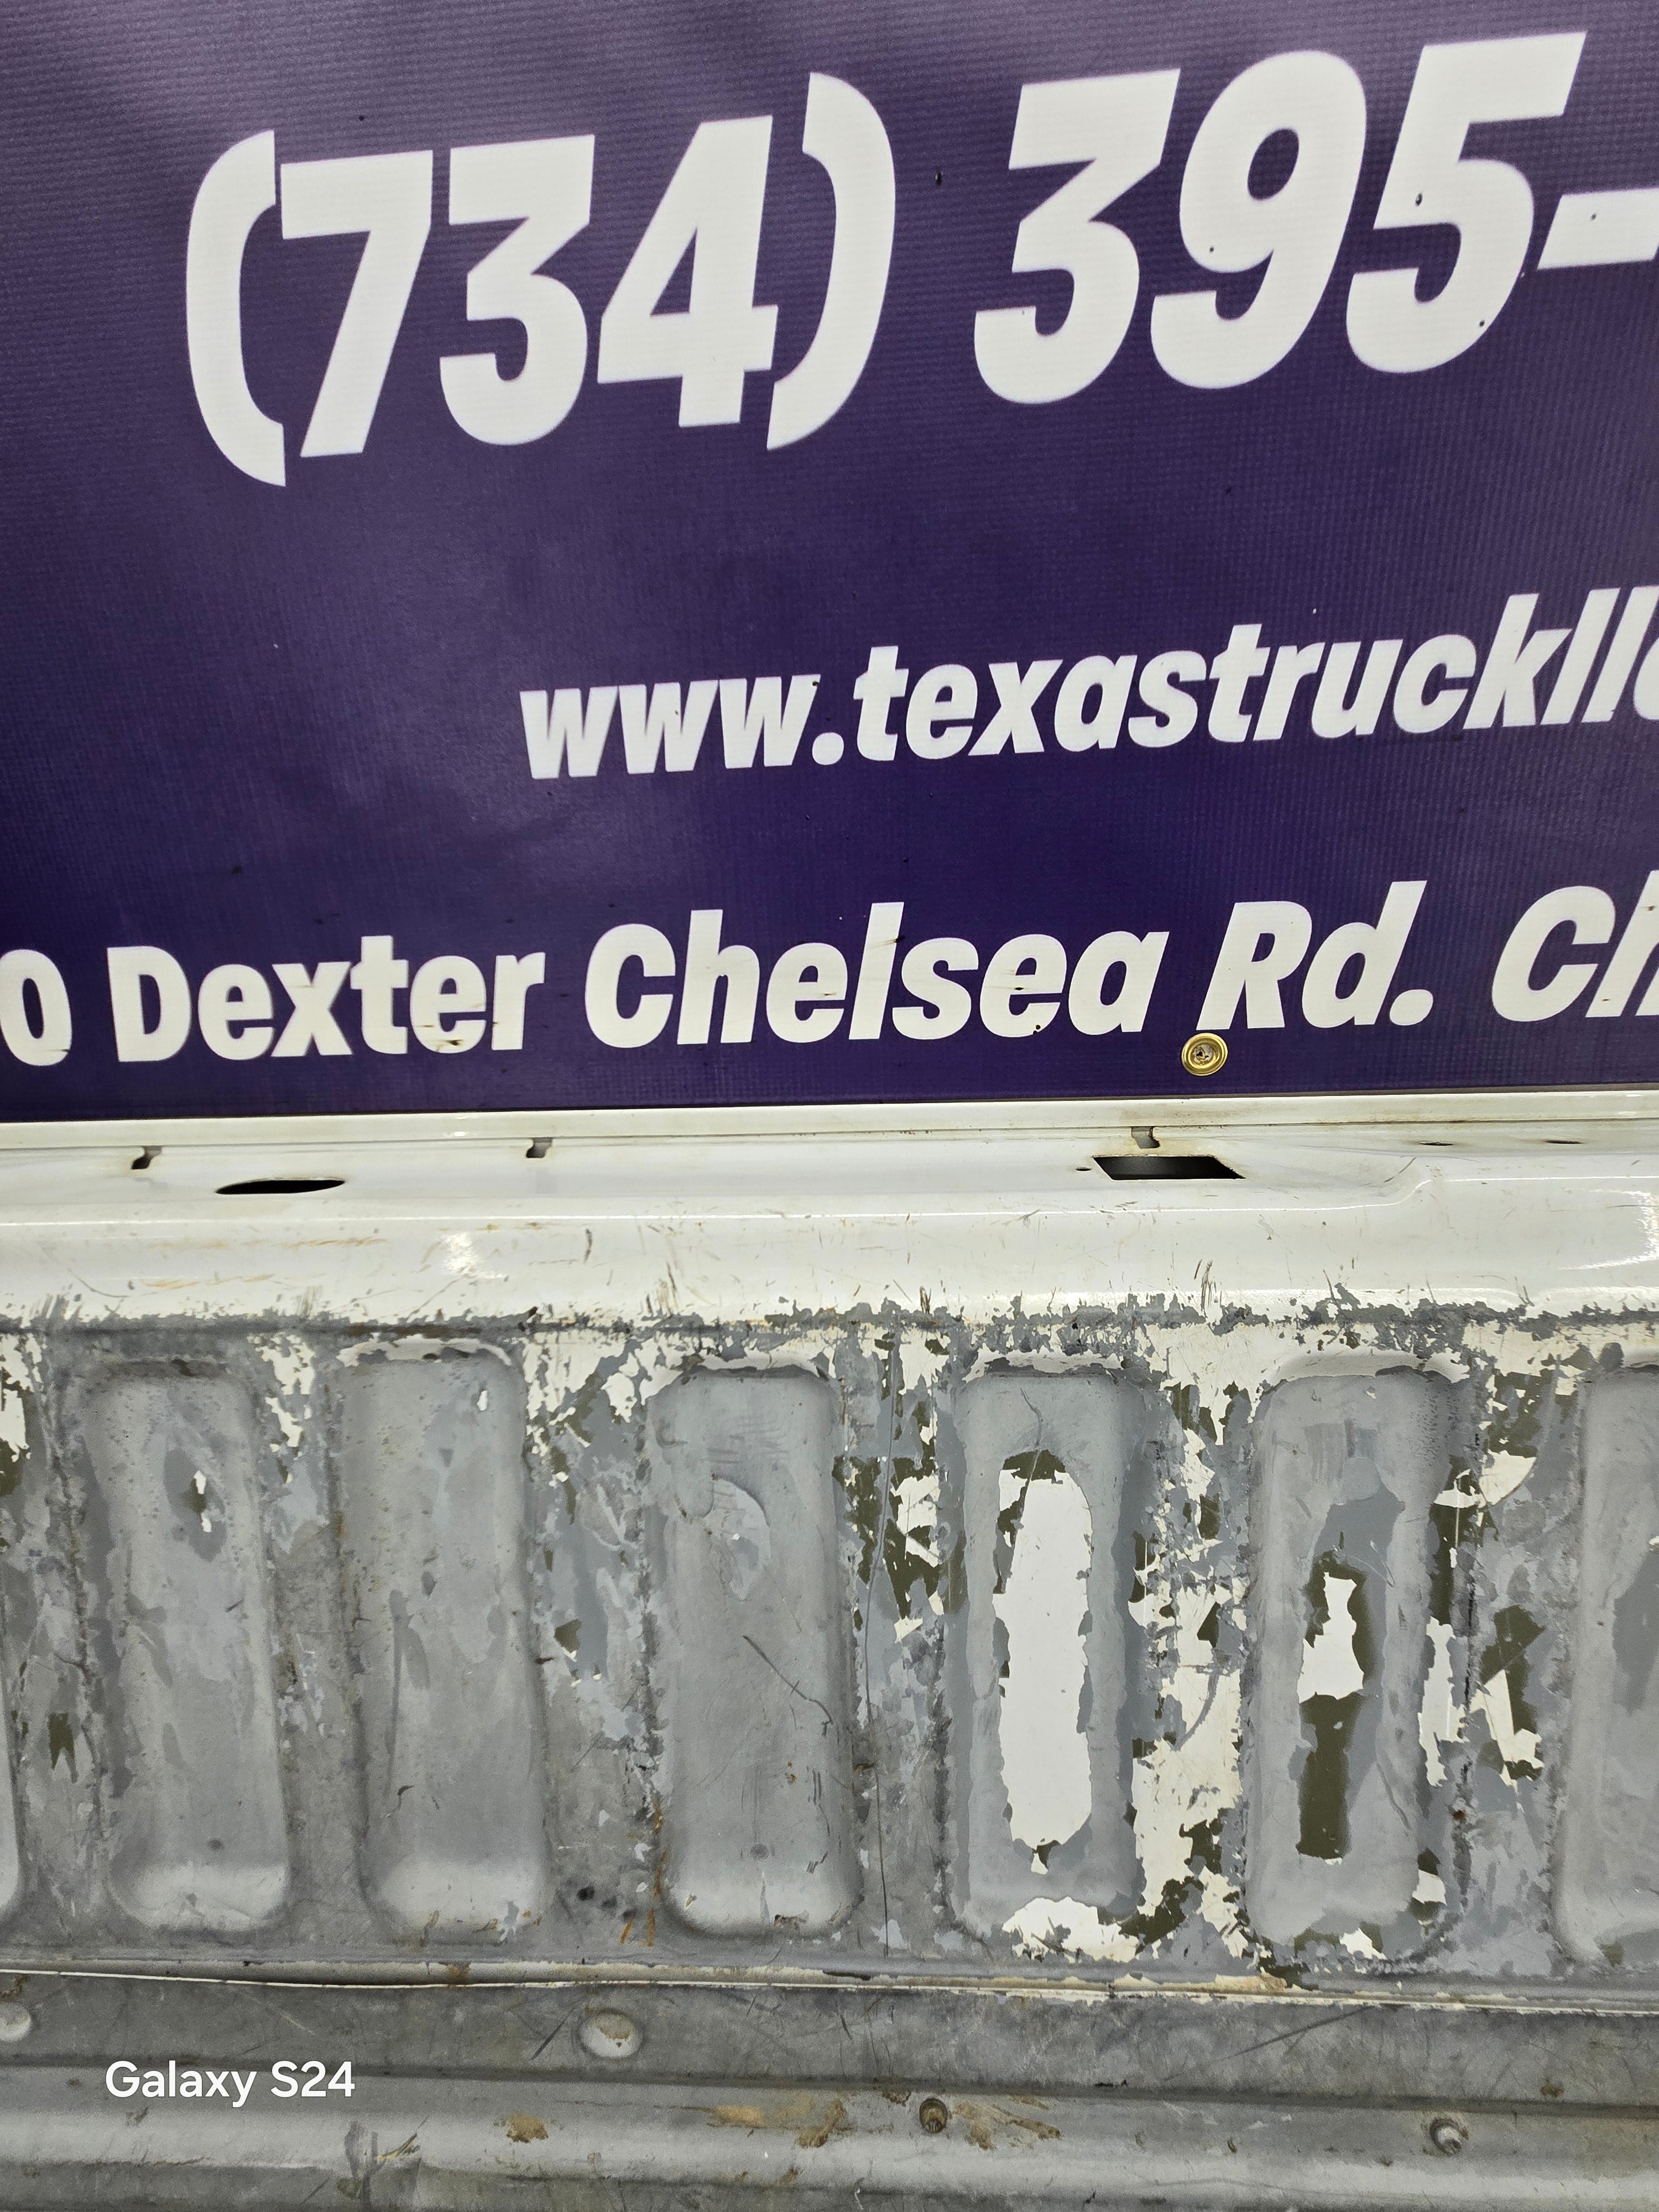 (734) 395-
www.texastruckll
0 Dexter Chelsea Rd. Ch
Galaxy S24